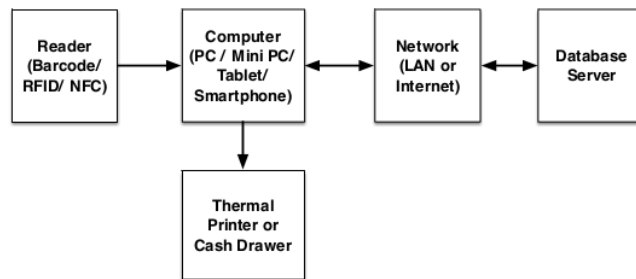 Reader
(Barcode/
RFID/ NFC)
Computer
(PC / Mini PC/
Tablet/
Smartphone)
Network
(LAN or
Internet)
Database
Server
Thermal
Printer or
Cash Drawer